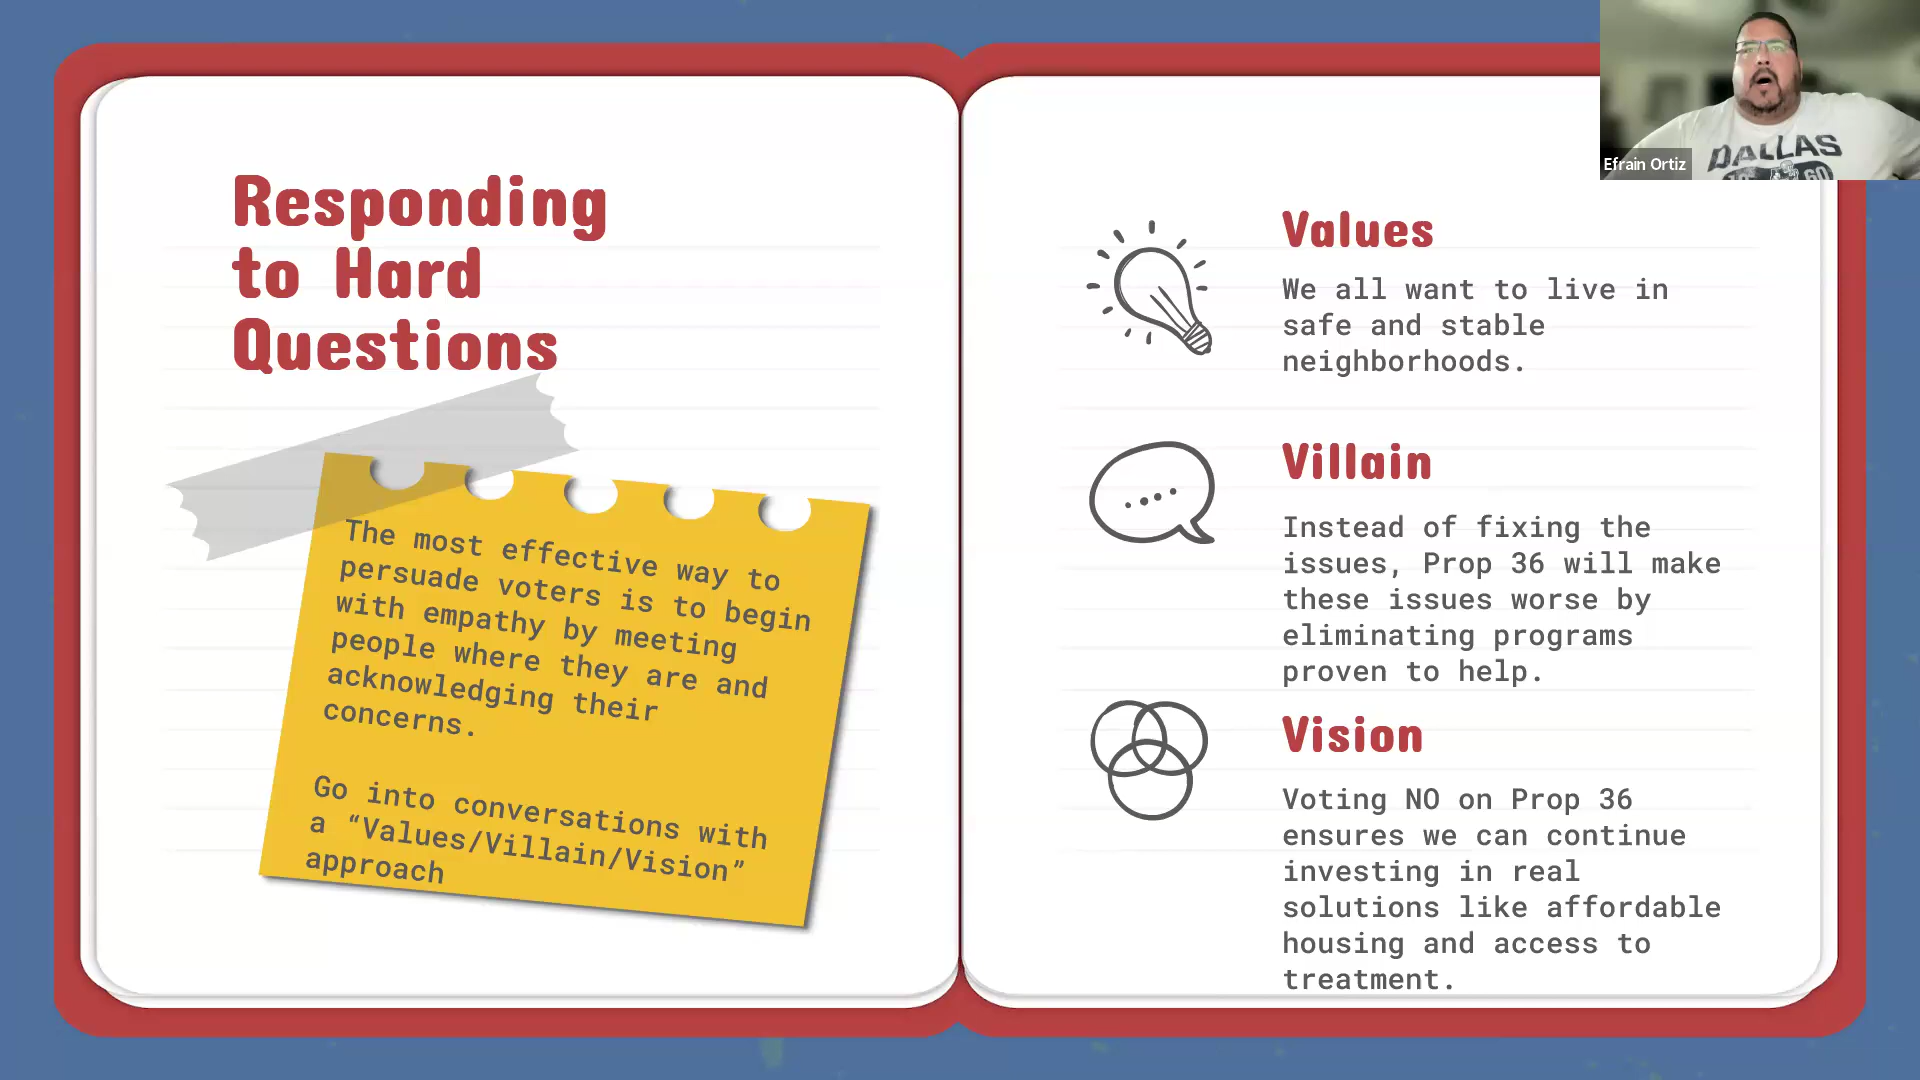 Responding
to Hard
Questions
The most effective way to
persuade voters is to begin
with empathy by meeting
people where they are and
acknowledging their
concerns.
Go into conversations with
a “Values/Villain/Vision”
approach
Values
We all want to live in
safe and stable
neighborhoods.
Villain
Instead of fixing the
issues, Prop 36 will make
these issues worse by
eliminating programs
proven to help.
Vision
Voting NO on Prop 36
ensures we can continue
investing in real
solutions like affordable
housing and access to
treatment.
Efrain Ortiz
DALLAS
60